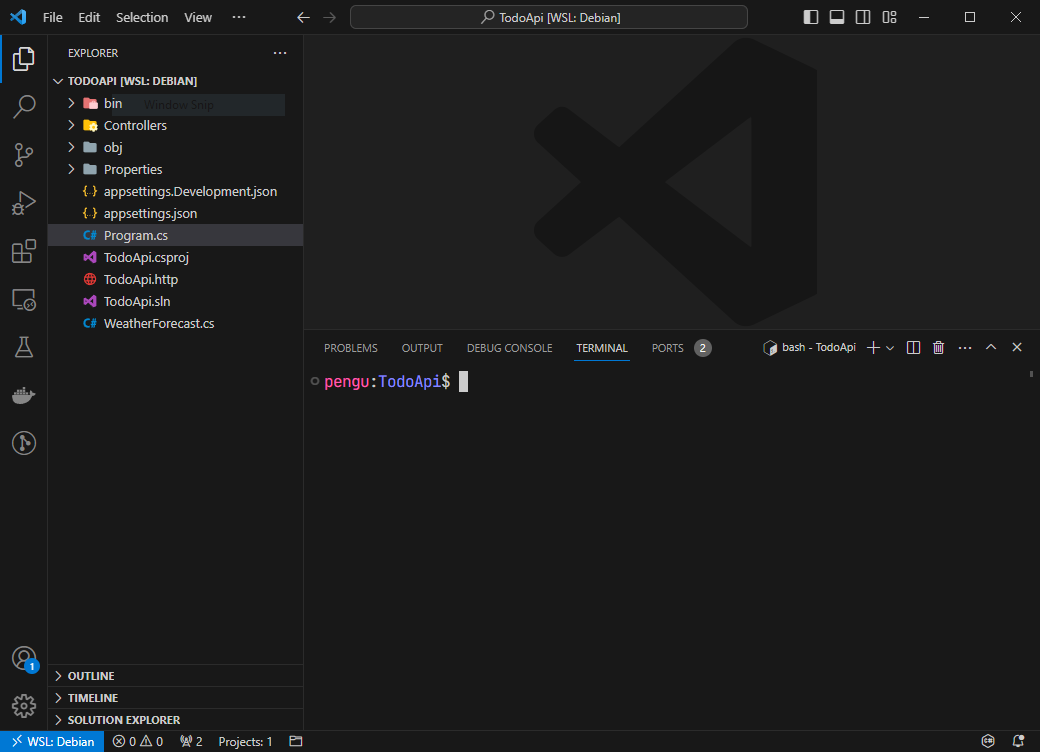 File Edit Selection View ··· TodoApi [WSL: Debian]
EXPLORER
TODOAPI [WSL: DEBIAN]
bin
Window Snip
Controllers
obj
Properties
{..} appsettings.Development.json
{..} appsettings.json
C# Program.cs
TodoApi.csproj
TodoApi.http
TodoApi.sln
C# WeatherForecast.cs
OUTLINE
TIMELINE
SOLUTION EXPLORER
PROBLEMS OUTPUT DEBUG CONSOLE TERMINAL PORTS 2 bash - TodoApi
pengu:TodoApi$
1
WSL: Debian 0 0 2 Projects: 1